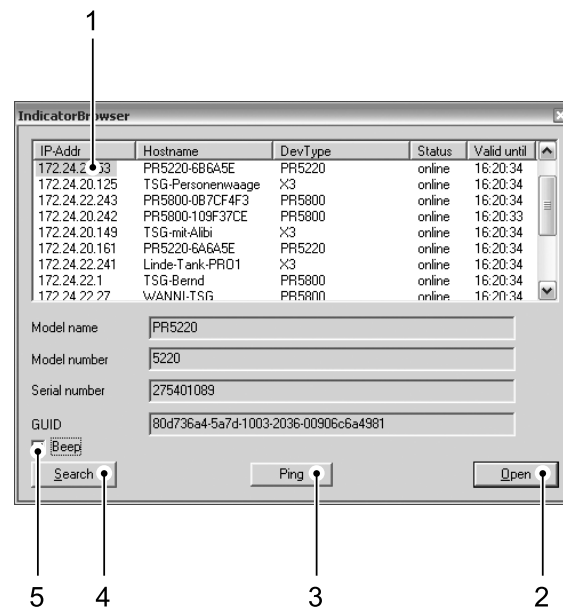 1
IndicatorBrowser
IP-Addr Hostname DevType Status Valid until
PR5220-6B6A5E PR5220 online 16:20:34
172.24.20.125 TSG-Personenwaage X3 online 16:20:34
172.24.22.243 PR5800-0B7CF4F3 PR5800 online 16:20:34
172.24.20.242 PR5800-109F37CE PR5800 online 16:20:33
172.24.20.149 TSG-mit-Alibi X3 online 16:20:34
172.24.20.161 PR5220-6A6A5E PR5220 online 16:20:34
172.24.22.241 Linde-Tank-PRO1 X3 online 16:20:34
172.24.22.1 TSG-Bernd PR5800 online 16:20:34
172.24.22.27 WANNI-TSG PR5800 online 16:20:34
Model name PR5220
Model number 5220
Serial number 275401089
GUID 80d736a4-5a7d-1003-2036-00906c6a4981
Beep
Search Ping Open
5 4 3 2